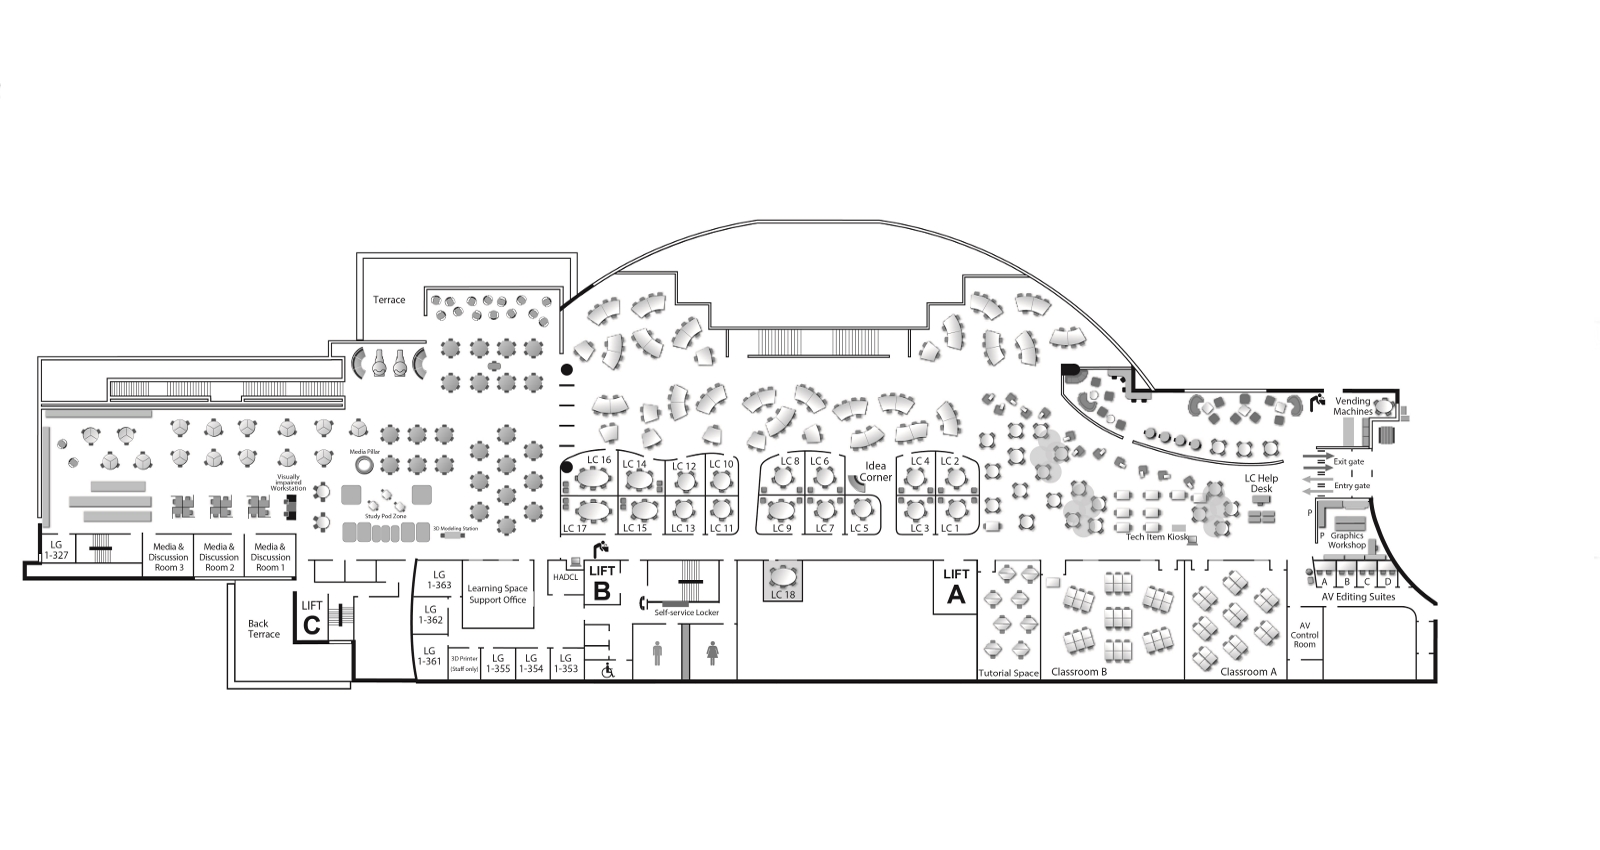 Terrace
Vending
Machines
Exit gate
Entry gate
LC Help
Desk
P
P
Graphics
Workshop
A
B
C
D
AV Editing Suites
AV
Control
Room
Tech Item Kiosk
Media Pillar
Visually
impaired
Workstation
Study Pod Zone
3D Modeling Station
LC 16
LC 14
LC 12
LC 10
LC 17
LC 15
LC 13
LC 11
LC 8
LC 6
LC 9
LC 7
LC 5
Idea
Corner
LC 4
LC 2
LC 3
LC 1
LG
1-327
Media &
Discussion
Room 3
Media &
Discussion
Room 2
Media &
Discussion
Room 1
Back
Terrace
LIFT
C
LG
1-363
LG
1-362
LG
1-361
Learning Space
Support Office
3D Printer
(Staff only)
LG
1-355
LG
1-354
LG
1-353
HADCL
LIFT
B
Self-service Locker
LC 18
LIFT
A
Tutorial Space
Classroom B
Classroom A